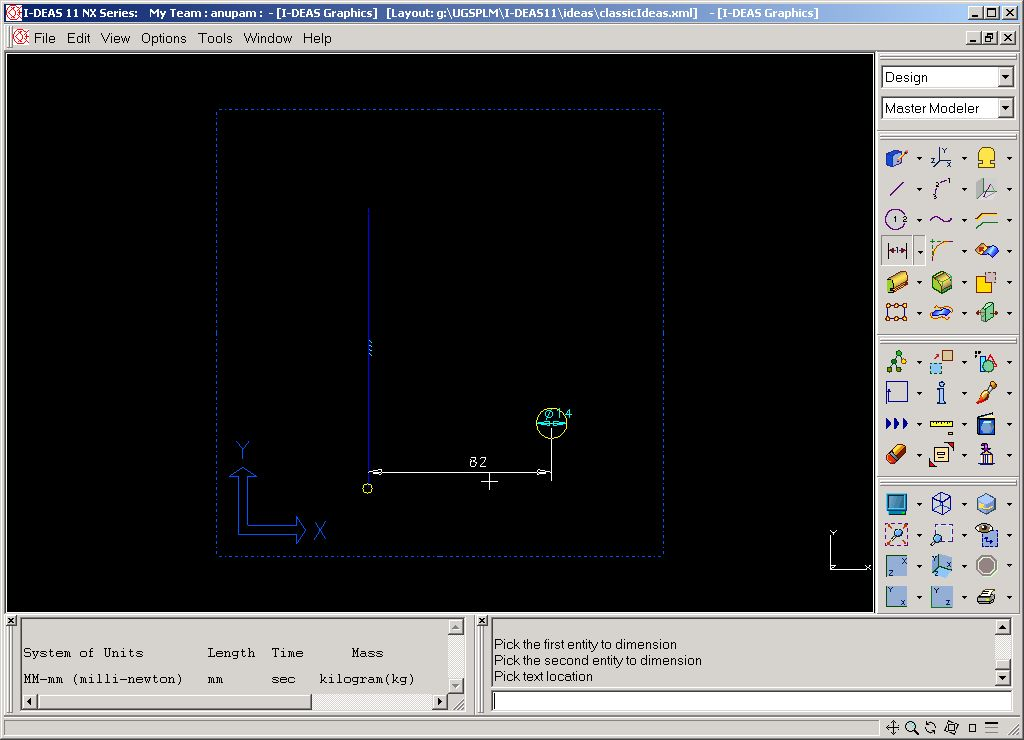 I-DEAS 11 NX Series:   My Team : anupam :  - [I-DEAS Graphics]  [Layout: g:\UGSPLM\I-DEAS11\ideas\classicIdeas.xml]   - [I-DEAS Graphics]
File Edit View Options Tools Window Help
Design
Master Modeler
Ø14
82
Y
X
Y
X
Z
System of Units Length Time Mass
MM-mm (milli-newton) mm sec kilogram(kg)
Pick the first entity to dimension
Pick the second entity to dimension
Pick text location